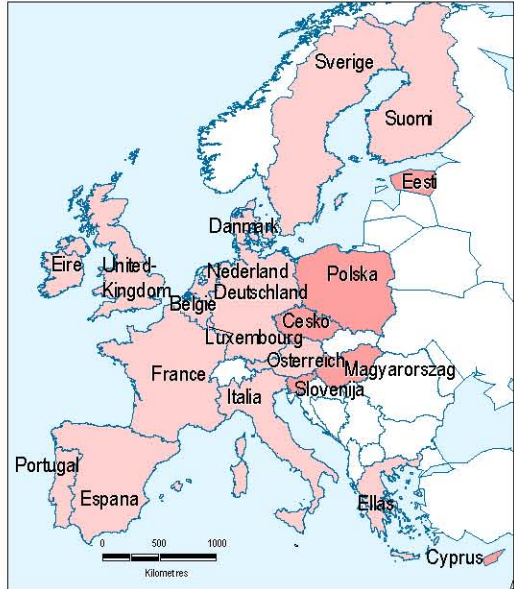 Sverige
Suomi
Eesti
Danmark
Eire
United-
Kingdom
Nederland
Polska
Belgie
Deutschland
Cesko
Luxembourg
Osterreich
Magyarorszag
France
Italia
Slovenija
Portugal
Espana
Ellas
Cyprus
0 500 1000
Kilometres